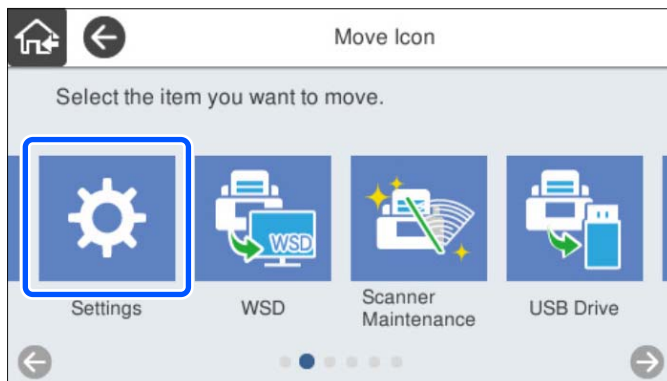 Move Icon
Select the item you want to move.
WSD
Settings
WSD
Scanner
Maintenance
USB Drive